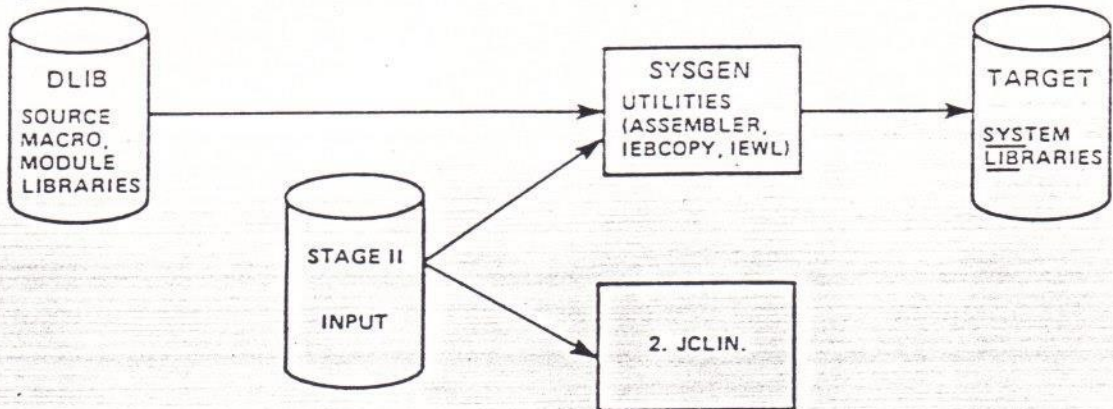 DLIB
SOURCE
MACRO,
MODULE
LIBRARIES
SYSGEN
UTILITIES
(ASSEMBLER,
IEBCOPY, IEWL)
TARGET
SYSTEM
LIBRARIES
STAGE II
INPUT
2. JCLIN.